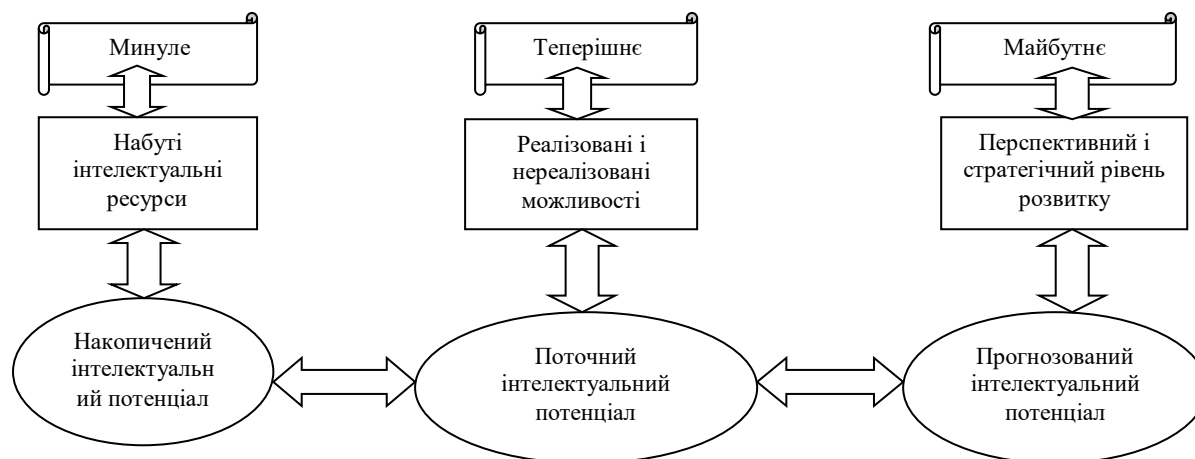 Минуле
Теперішнє
Майбутнє
Набуті
інтелектуальні
ресурси
Реалізовані і
нереалізовані
можливості
Перспективний і
стратегічний рівень
розвитку
Накопичений
інтелектуальн
ий потенціал
Поточний
інтелектуальний
потенціал
Прогнозований
інтелектуальний
потенціал